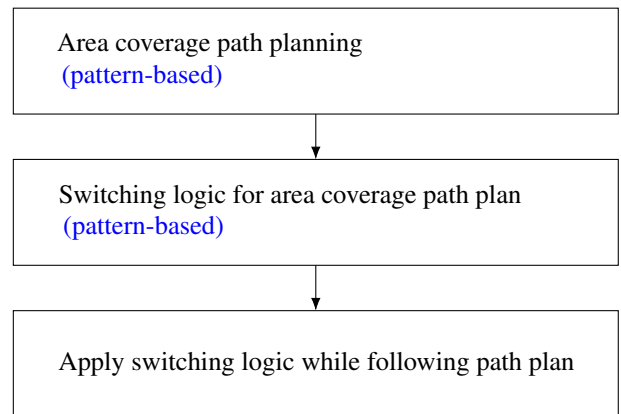 Area coverage path planning
(pattern-based)
Switching logic for area coverage path plan
(pattern-based)
Apply switching logic while following path plan